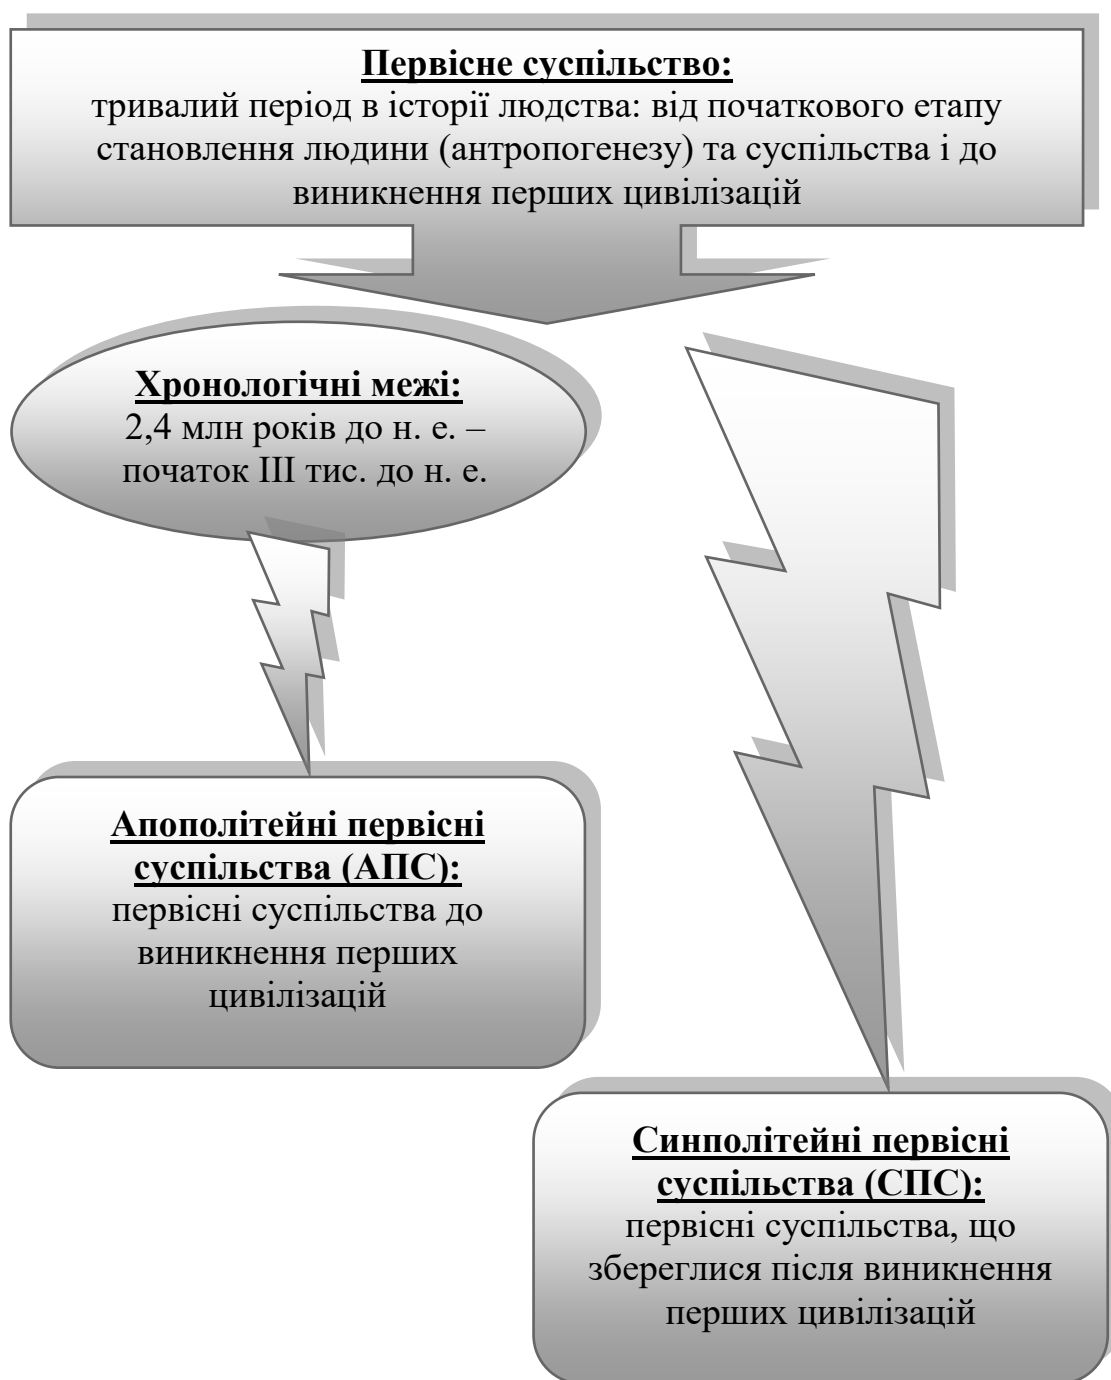 Первісне суспільство:
тривалий період в історії людства: від початкового етапу
становлення людини (антропогенезу) та суспільства і до
виникнення перших цивілізацій
Хронологічні межі:
2,4 млн років до н. е. –
початок III тис. до н. е.
Апополітейні первісні
суспільства (АПС):
первісні суспільства до
виникнення перших
цивілізацій
Синполітейні первісні
суспільства (СПС):
первісні суспільства, що
збереглися після виникнення
перших цивілізацій